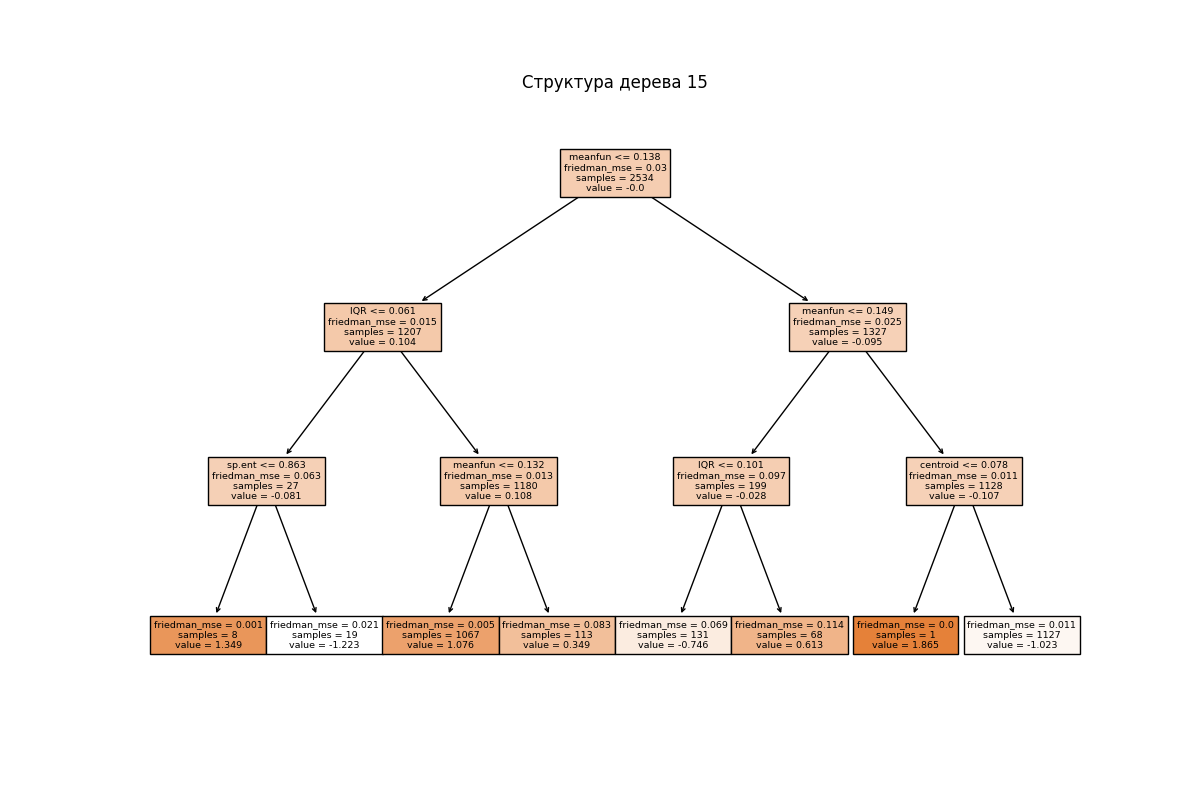 Структура дерева 15
meanfun <= 0.138
friedman_mse = 0.03
samples = 2534
value = -0.0
IQR <= 0.061
friedman_mse = 0.015
samples = 1207
value = 0.104
meanfun <= 0.149
friedman_mse = 0.025
samples = 1327
value = -0.095
sp.ent <= 0.863
friedman_mse = 0.063
samples = 27
value = -0.081
meanfun <= 0.132
friedman_mse = 0.013
samples = 1180
value = 0.108
IQR <= 0.101
friedman_mse = 0.097
samples = 199
value = -0.028
centroid <= 0.078
friedman_mse = 0.011
samples = 1128
value = -0.107
friedman_mse = 0.001
samples = 8
value = 1.349
friedman_mse = 0.021
samples = 19
value = -1.223
friedman_mse = 0.005
samples = 1067
value = 1.076
friedman_mse = 0.083
samples = 113
value = 0.349
friedman_mse = 0.069
samples = 131
value = -0.746
friedman_mse = 0.114
samples = 68
value = 0.613
friedman_mse = 0.0
samples = 1
value = 1.865
friedman_mse = 0.011
samples = 1127
value = -1.023